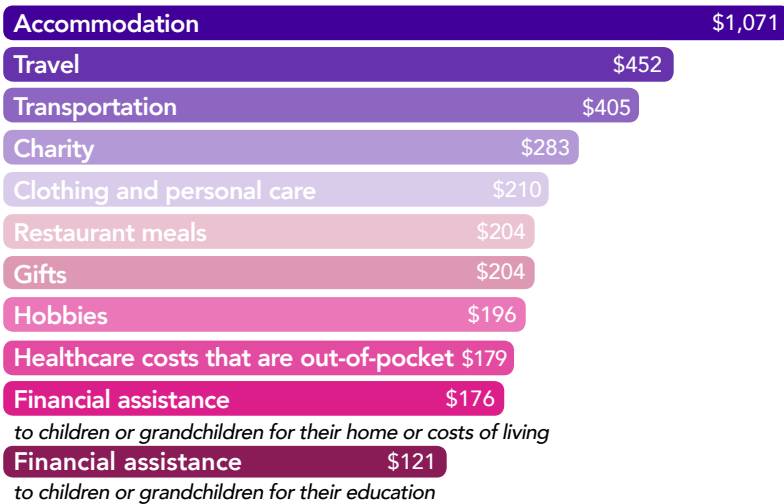 Accommodation $1,071
Travel $452
Transportation $405
Charity $283
Clothing and personal care $210
Restaurant meals $204
Gifts $204
Hobbies $196
Healthcare costs that are out-of-pocket $179
Financial assistance $176
to children or grandchildren for their home or costs of living
Financial assistance $121
to children or grandchildren for their education